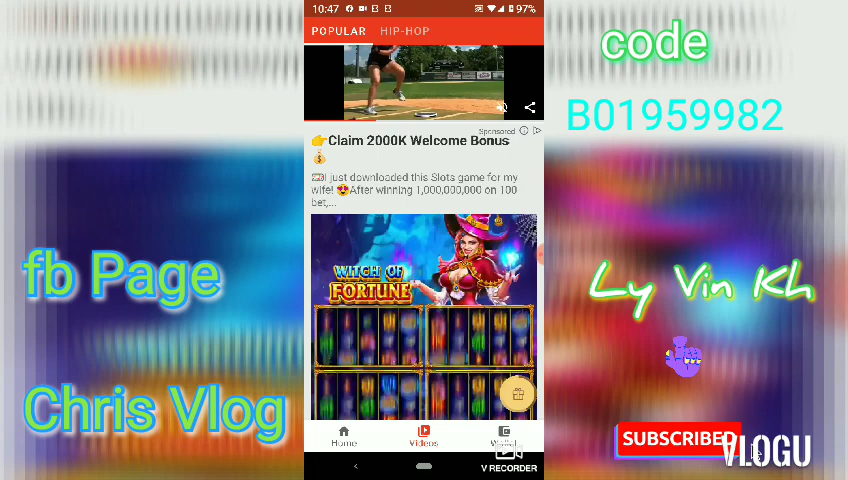 10:47
97%
POPULAR HIP-HOP
Sponsored
👉Claim 2000K Welcome Bonus
💰
🎫I just downloaded this Slots game for my
wife! 😍After winning 1,000,000,000 on 100
bet,...
WITCH OF
FORTUNE
Home
Videos
V RECORDER
fb Page
Chris Vlog
code
B01959982
Ly Vin Kh
SUBSCRIBED
VLOGU